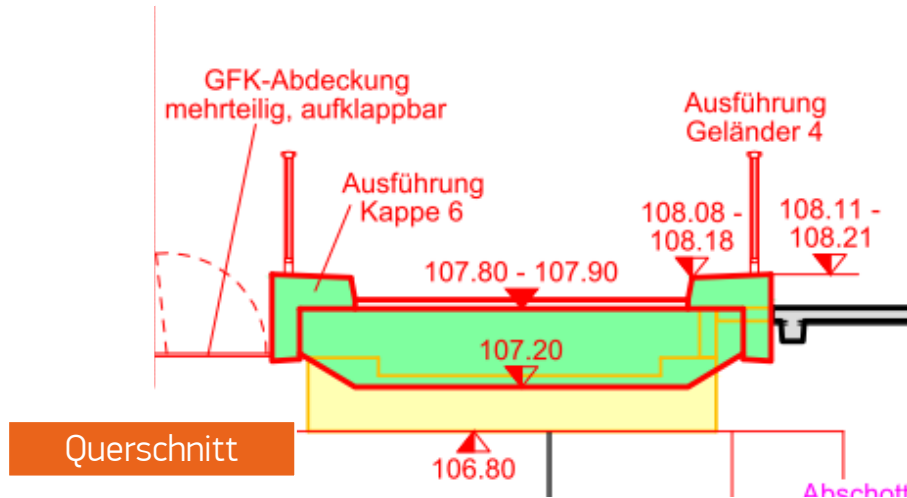 GFK-Abdeckung
mehrteilig, aufklappbar
Ausführung
Geländer 4
Ausführung
Kappe 6
108.08 -
108.18
108.11 -
108.21
107.80 - 107.90
107.20
Querschnitt
106.80
Abschott